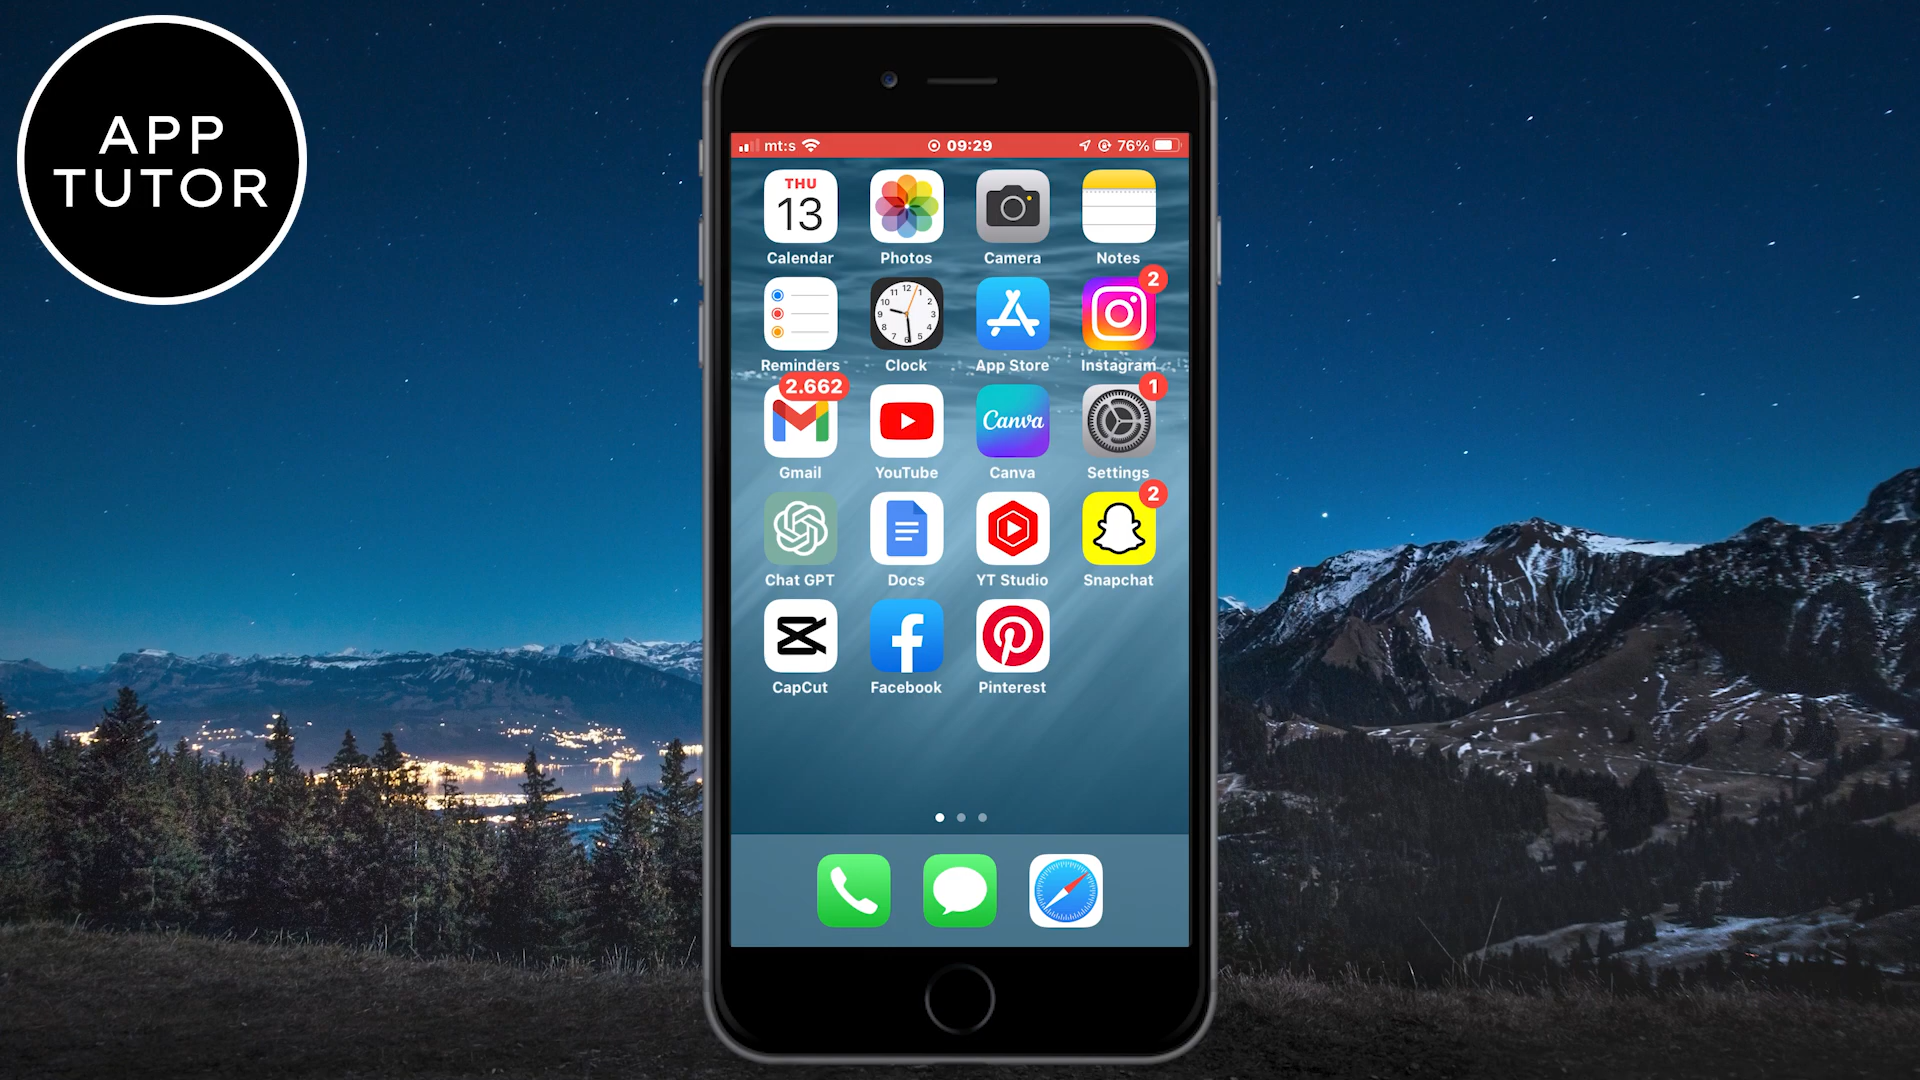 APP
TUTOR
mt:s 09:29 76%
THU
13
Calendar Photos Camera Notes
2
Reminders Clock App Store Instagram
2.662 1
Canva
Gmail YouTube Canva Settings
2
Chat GPT Docs YT Studio Snapchat
CapCut Facebook Pinterest